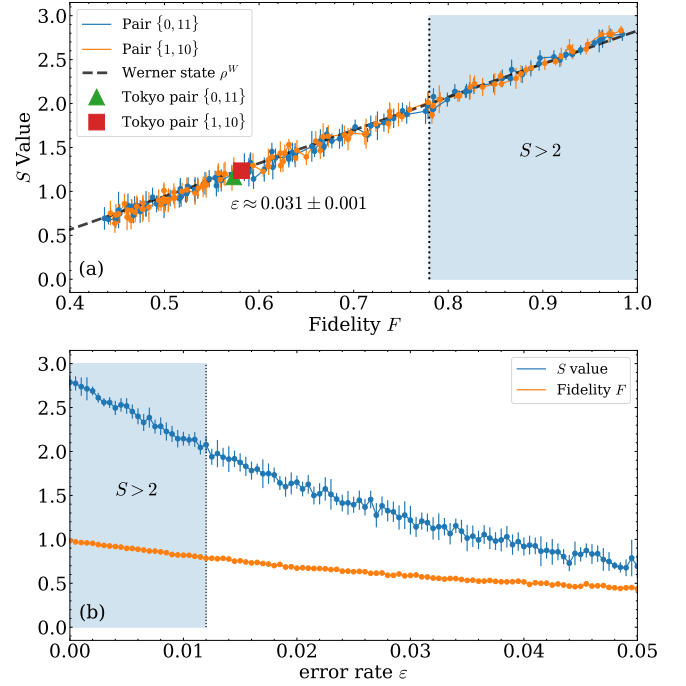 3.0
2.5
2.0
1.5
1.0
0.5
0.0
S Value
Pair {0, 11}
Pair {1, 10}
Werner state ρ^W
Tokyo pair {0, 11}
Tokyo pair {1, 10}
S > 2
ε ≈ 0.031 ± 0.001
(a)
0.4 0.5 0.6 0.7 0.8 0.9 1.0
Fidelity F
3.0
2.5
2.0
1.5
1.0
0.5
0.0
S value
Fidelity F
S > 2
(b)
0.00 0.01 0.02 0.03 0.04 0.05
error rate ε